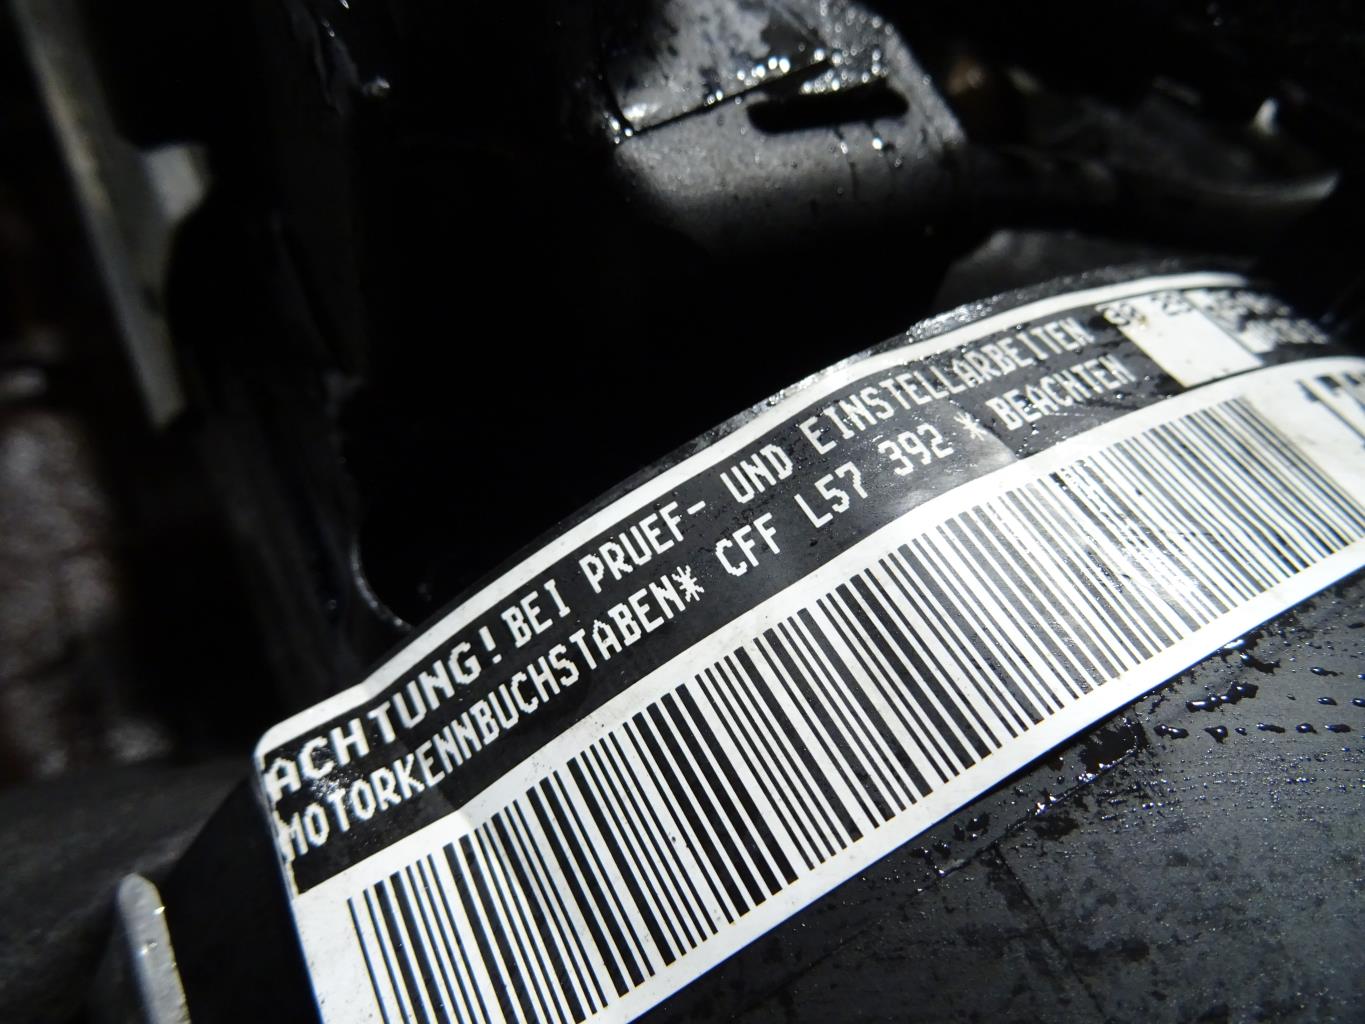 ACHTUNG! BEI PRUEF- UND EINSTELLARBEITEN
MOTORKENNBUCHSTABEN* CFF L57 392 * BEACHTEN